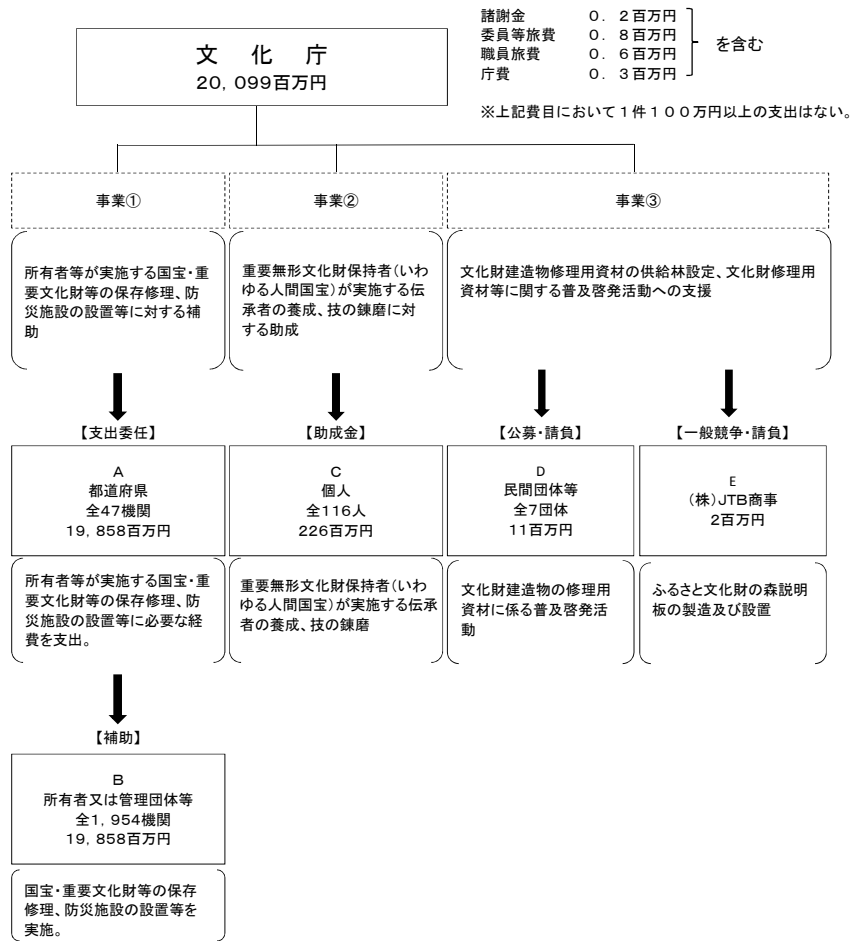 文　化　庁
20,099百万円
諸謝金　０．２百万円
委員等旅費　０．８百万円
職員旅費　０．６百万円
庁費　０．３百万円
を含む
※上記費目において１件１００万円以上の支出はない。
事業①
事業②
事業③
所有者等が実施する国宝・重
要文化財等の保存修理、防
災施設の設置等に対する補
助
重要無形文化財保持者（いわ
ゆる人間国宝）が実施する伝
承者の養成、技の錬磨に対
する助成
文化財建造物修理用資材の供給林設定、文化財修理用
資材等に関する普及啓発活動への支援
【支出委任】
A
都道府県
全47機関
19,858百万円
所有者等が実施する国宝・重
要文化財等の保存修理、防
災施設の設置等に必要な経
費を支出。
【助成金】
C
個人
全116人
226百万円
重要無形文化財保持者（いわ
ゆる人間国宝）が実施する伝承
者の養成、技の錬磨
【公募・請負】
D
民間団体等
全7団体
11百万円
文化財建造物の修理用
資材に係る普及啓発活
動
【一般競争・請負】
E
（株）JTB商事
2百万円
ふるさと文化財の森説明
板の製造及び設置
【補助】
B
所有者又は管理団体等
全1,954機関
19,858百万円
国宝・重要文化財等の保存
修理、防災施設の設置等を
実施。